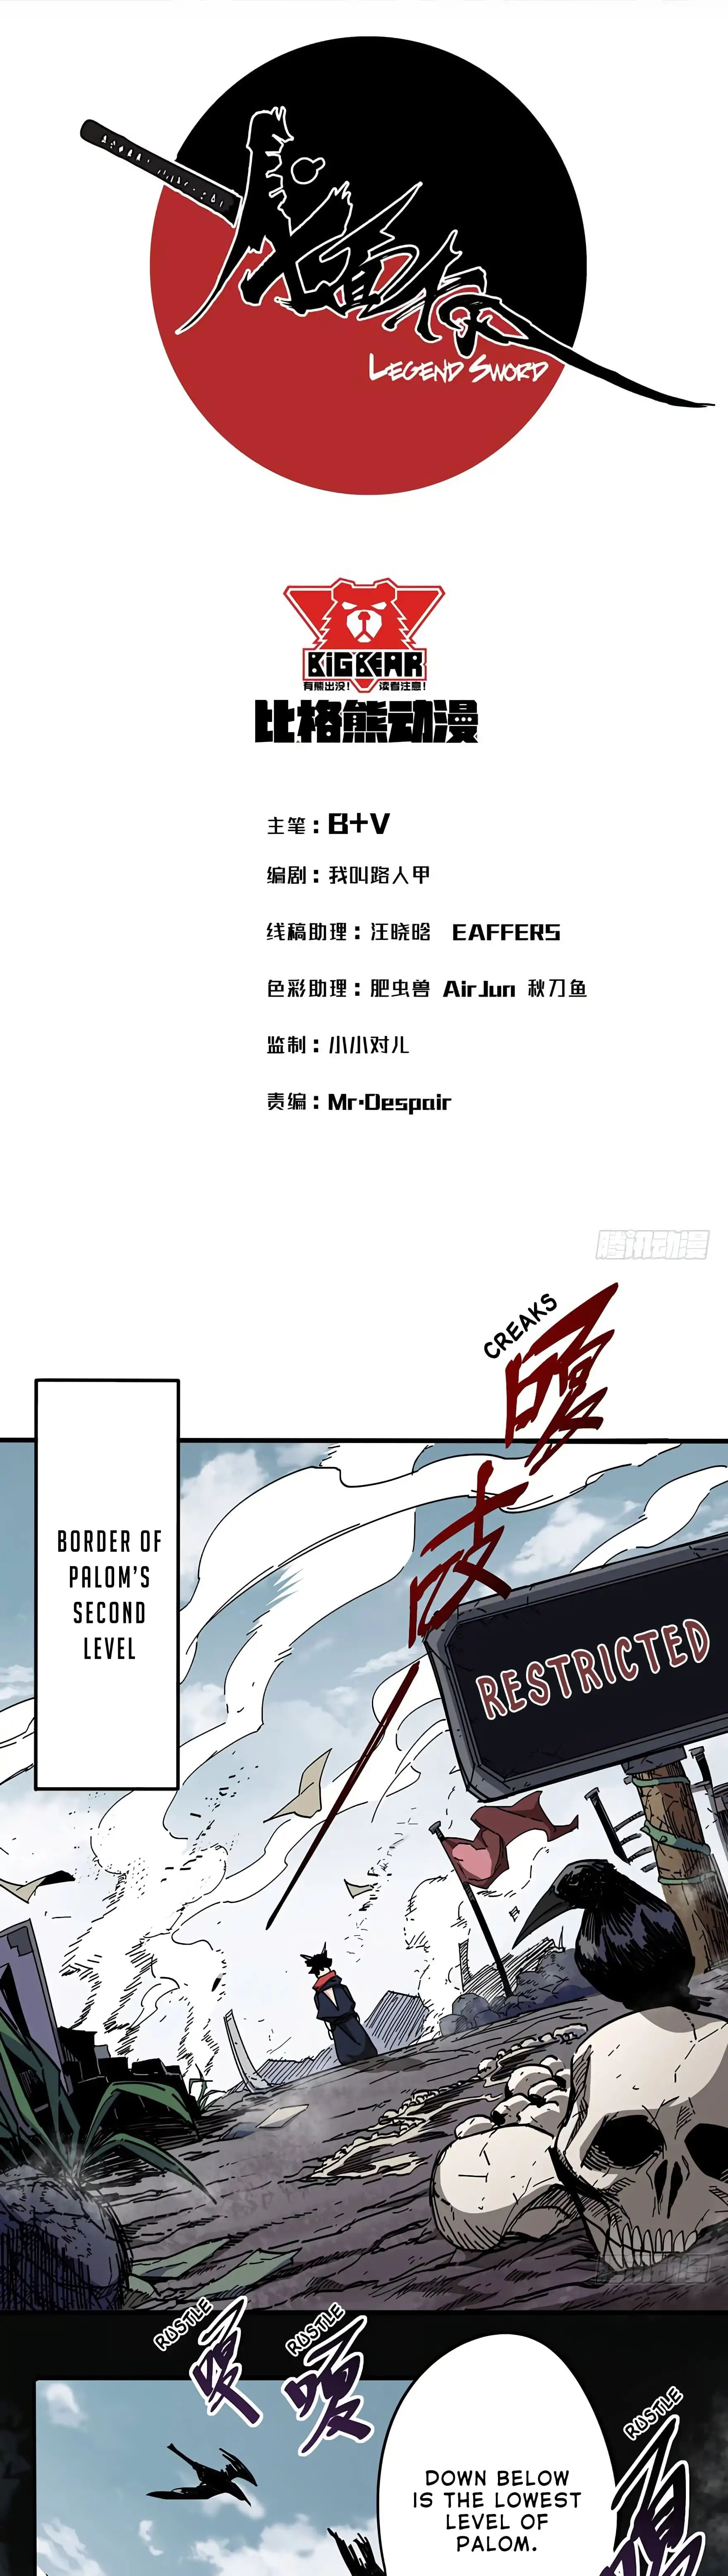 LEGEND SWORD
BIGBEAR
有熊出没! 读者注意!
比格熊动漫
主笔:B+V
编剧:我叫路人甲
线稿助理:汪晓晗 EAFFERS
色彩助理:肥虫兽 AirJun 秋刀鱼
监制:小小对儿
责编:Mr·Despair
腾讯动漫
CREAKS
嘎
吱
BORDER OF
PALOM'S
SECOND
LEVEL
RESTRICTED
RUSTLE
RUSTLE
嗖
嗖
RUSTLE
DOWN BELOW
IS THE LOWEST
LEVEL OF
PALOM.